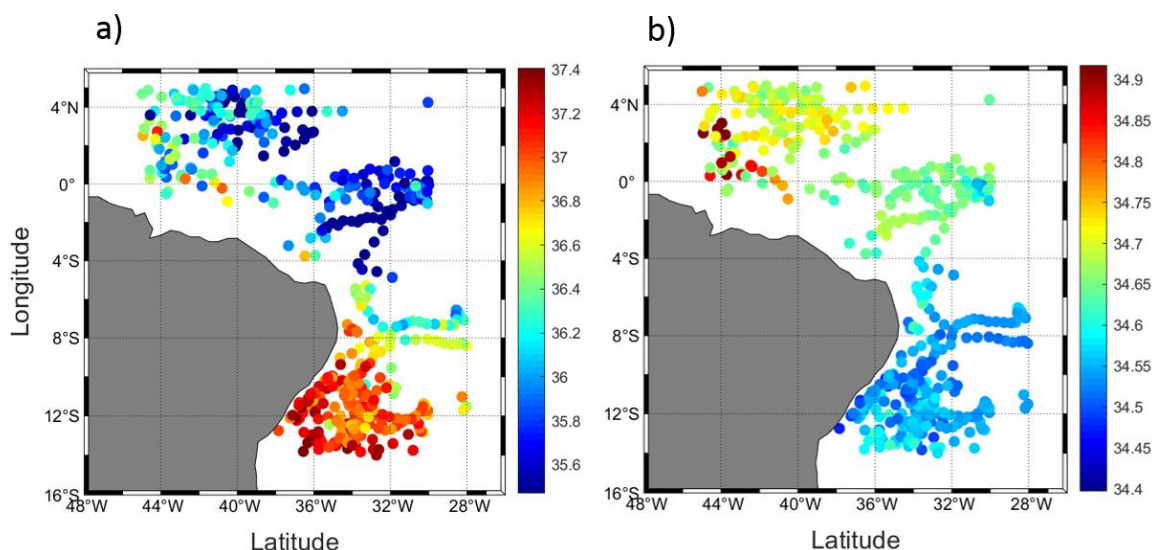 a)
b)
4°N
0°
4°S
8°S
12°S
16°S
48°W 44°W 40°W 36°W 32°W 28°W
Longitude
Latitude
37.4
37.2
37
36.8
36.6
36.4
36.2
36
35.8
35.6
4°N
0°
4°S
8°S
12°S
16°S
48°W 44°W 40°W 36°W 32°W 28°W
Latitude
34.9
34.85
34.8
34.75
34.7
34.65
34.6
34.55
34.5
34.45
34.4